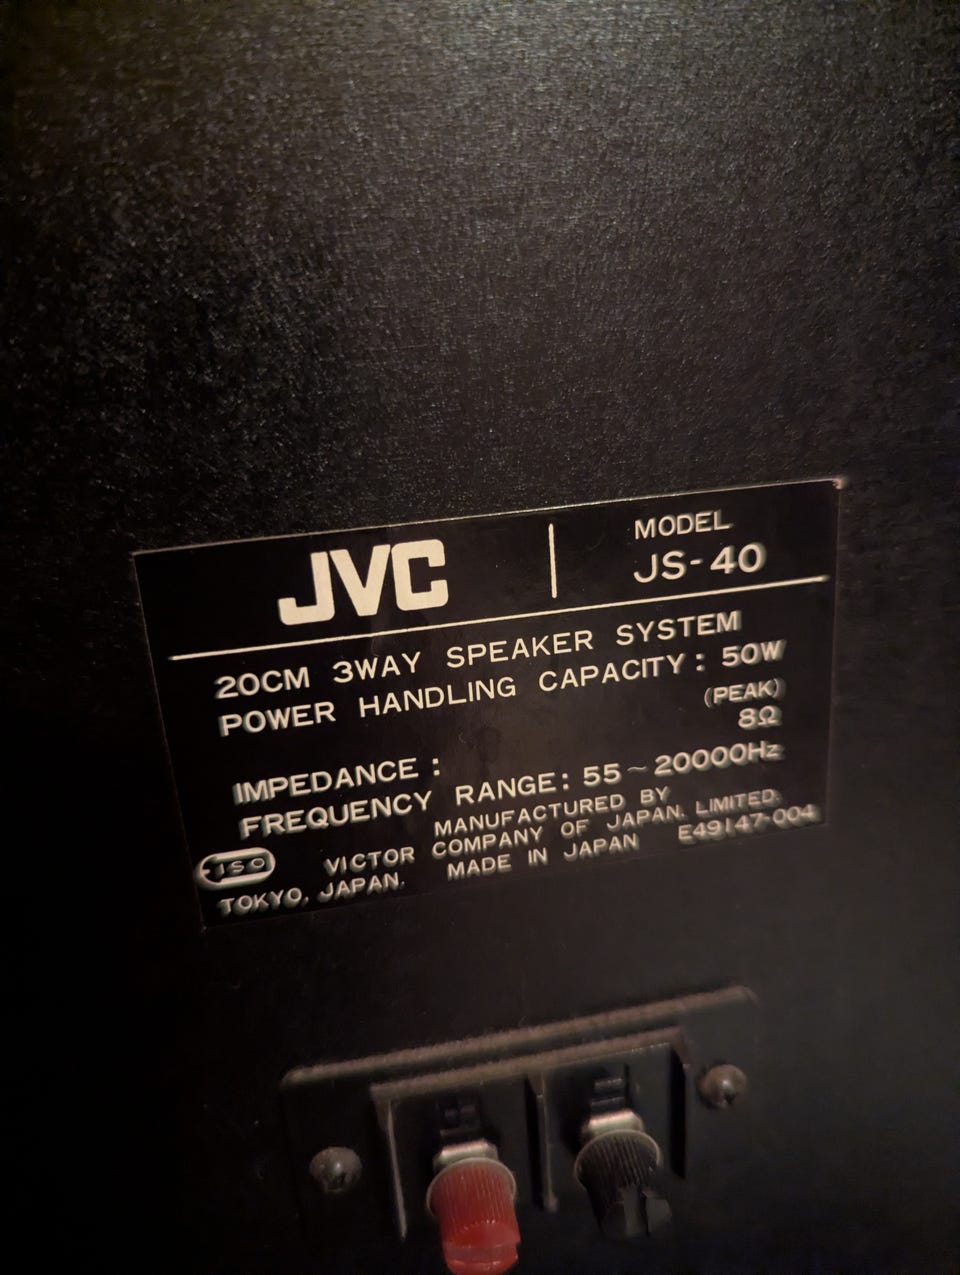 JVC
MODEL
JS-40
20CM 3WAY SPEAKER SYSTEM
POWER HANDLING CAPACITY: 50W
(PEAK)
IMPEDANCE: 8Ω
FREQUENCY RANGE: 55~20000Hz
MANUFACTURED BY
VICTOR COMPANY OF JAPAN, LIMITED.
TOKYO, JAPAN. MADE IN JAPAN E49147-004